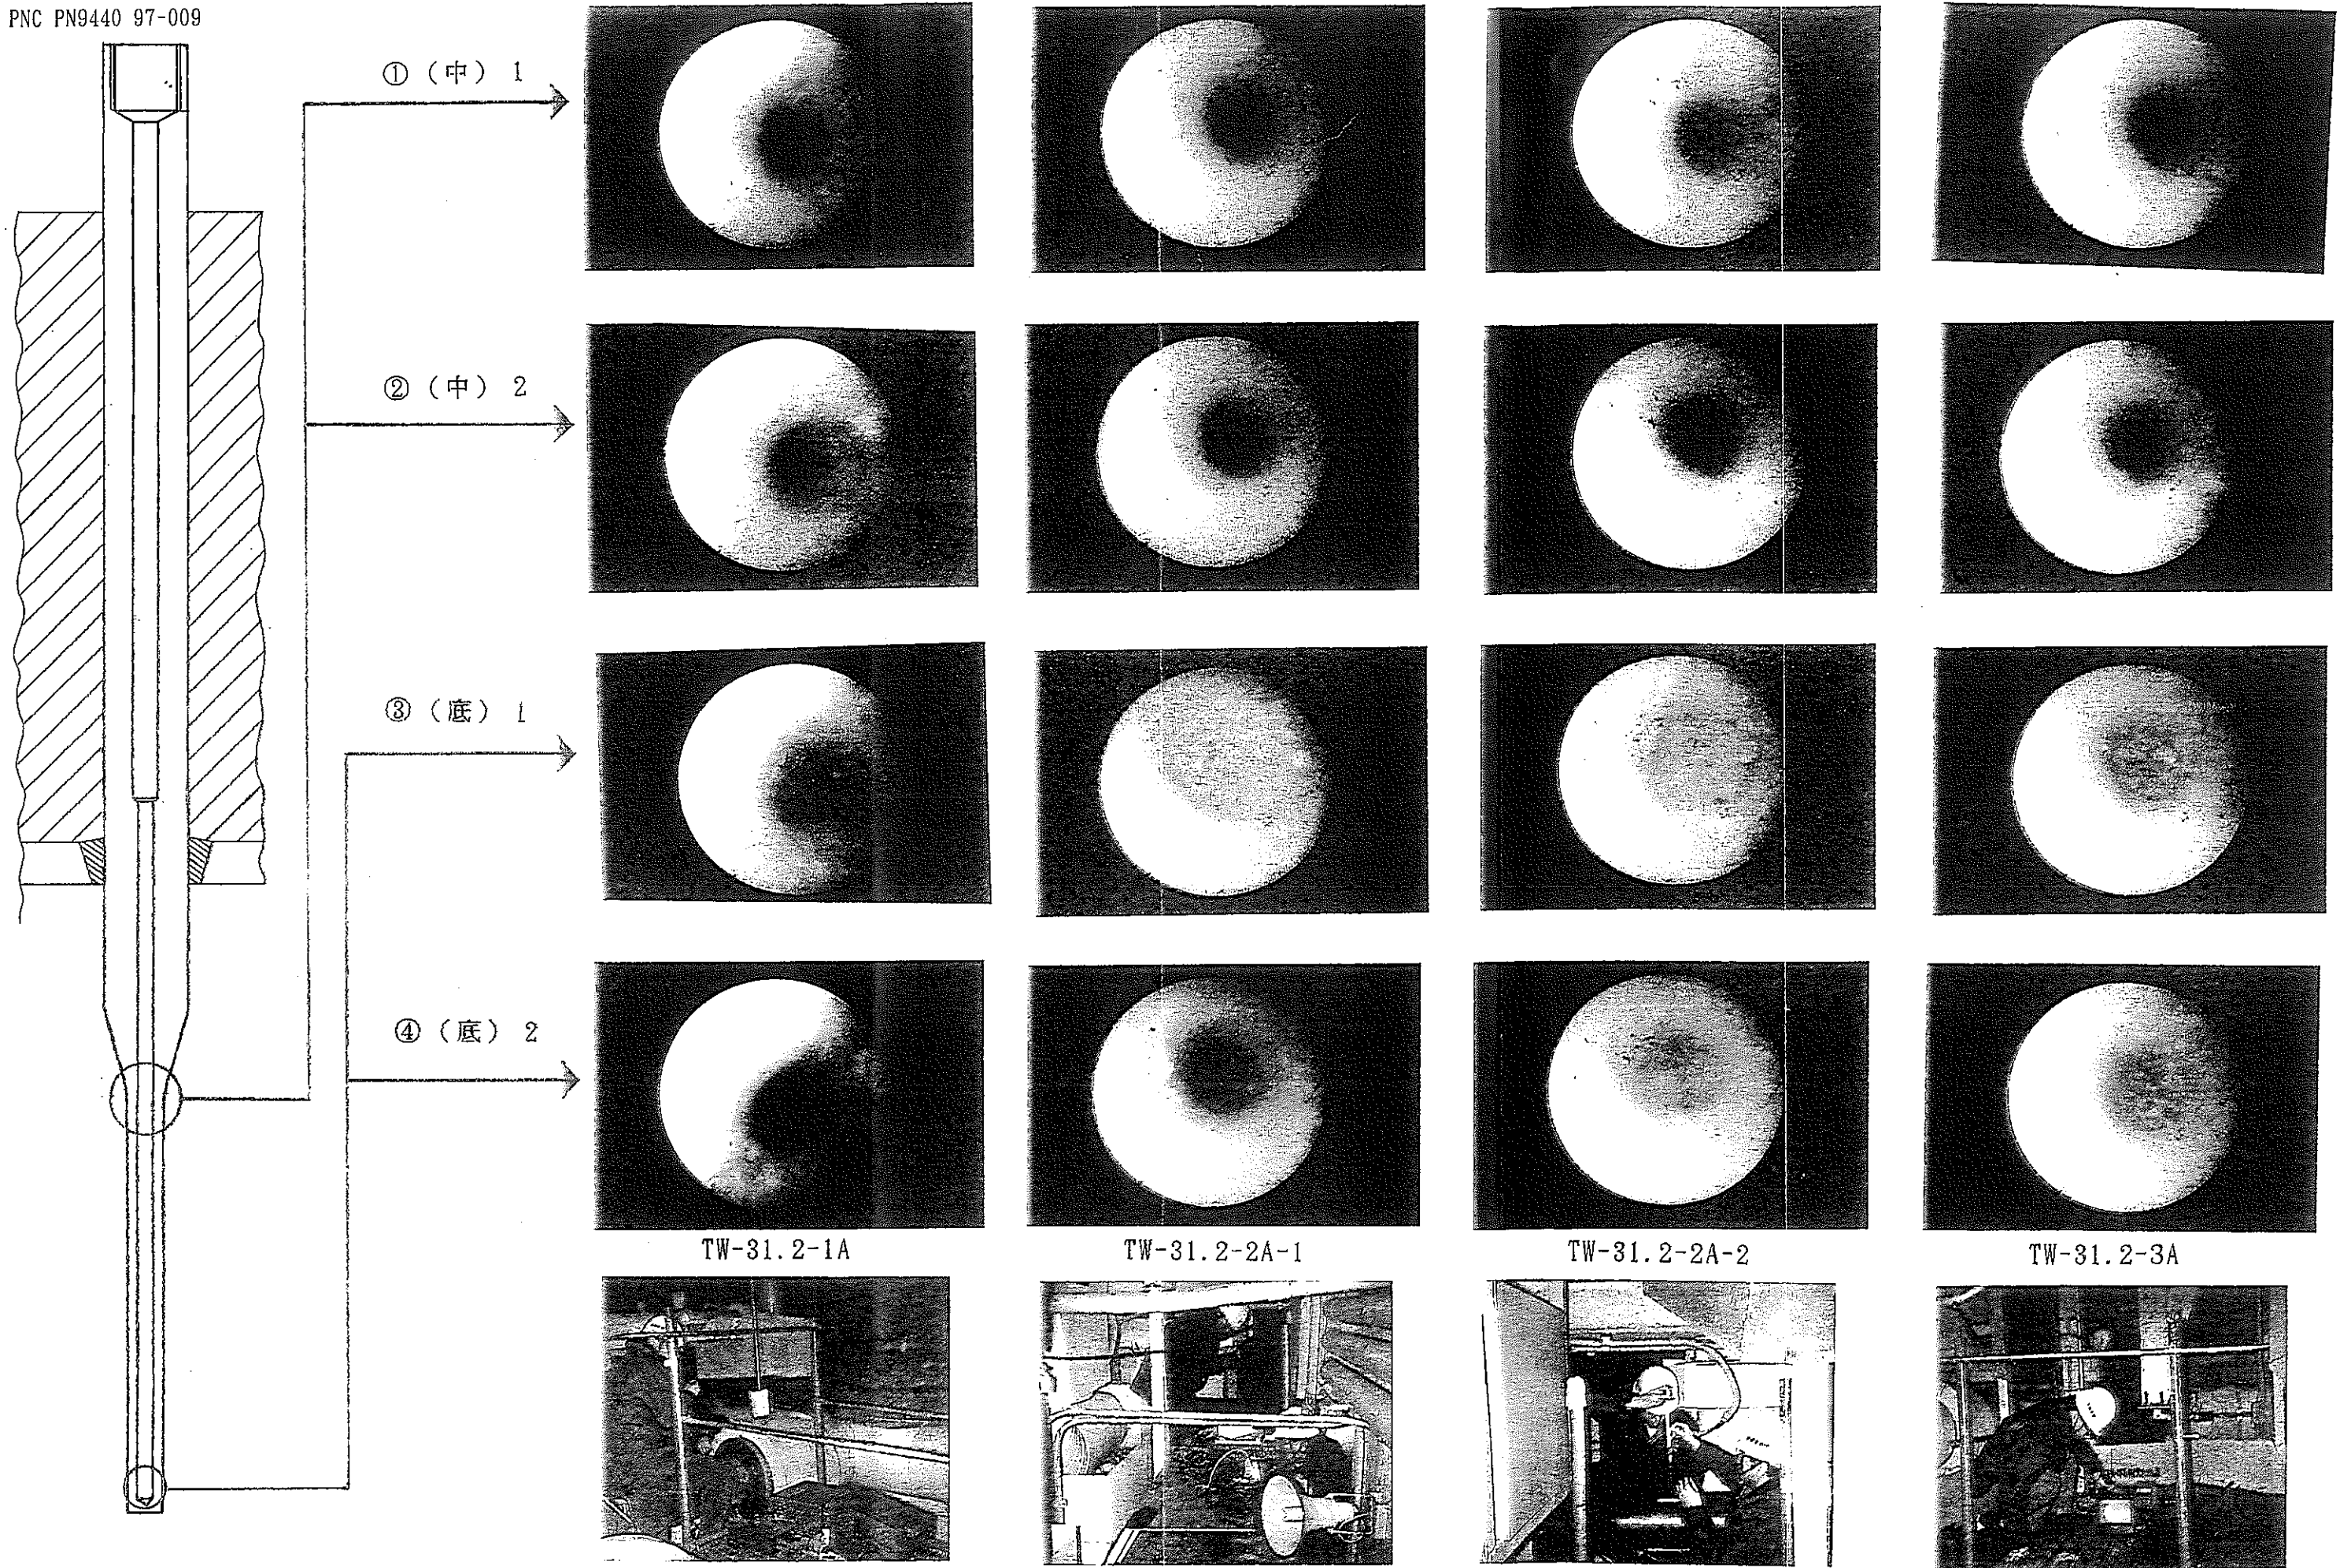 PNC PN9440 97-009
① (中) 1
② (中) 2
③ (底) 1
④ (底) 2
TW-31.2-1A
TW-31.2-2A-1
TW-31.2-2A-2
TW-31.2-3A